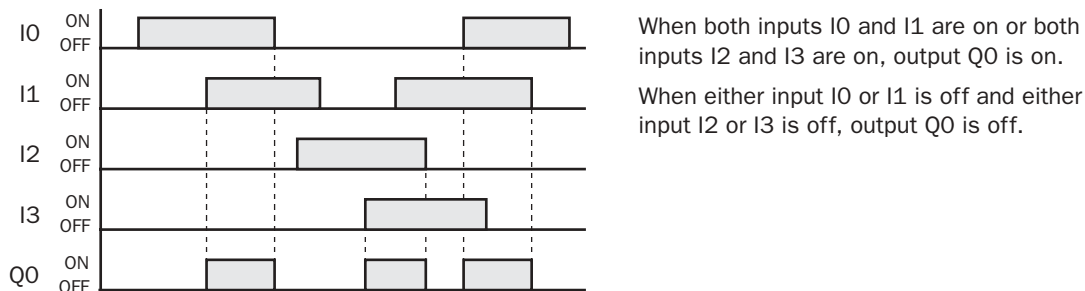 I0 ON
OFF
I1 ON
OFF
I2 ON
OFF
I3 ON
OFF
Q0 ON
OFF
When both inputs I0 and I1 are on or both
inputs I2 and I3 are on, output Q0 is on.
When either input I0 or I1 is off and either
input I2 or I3 is off, output Q0 is off.